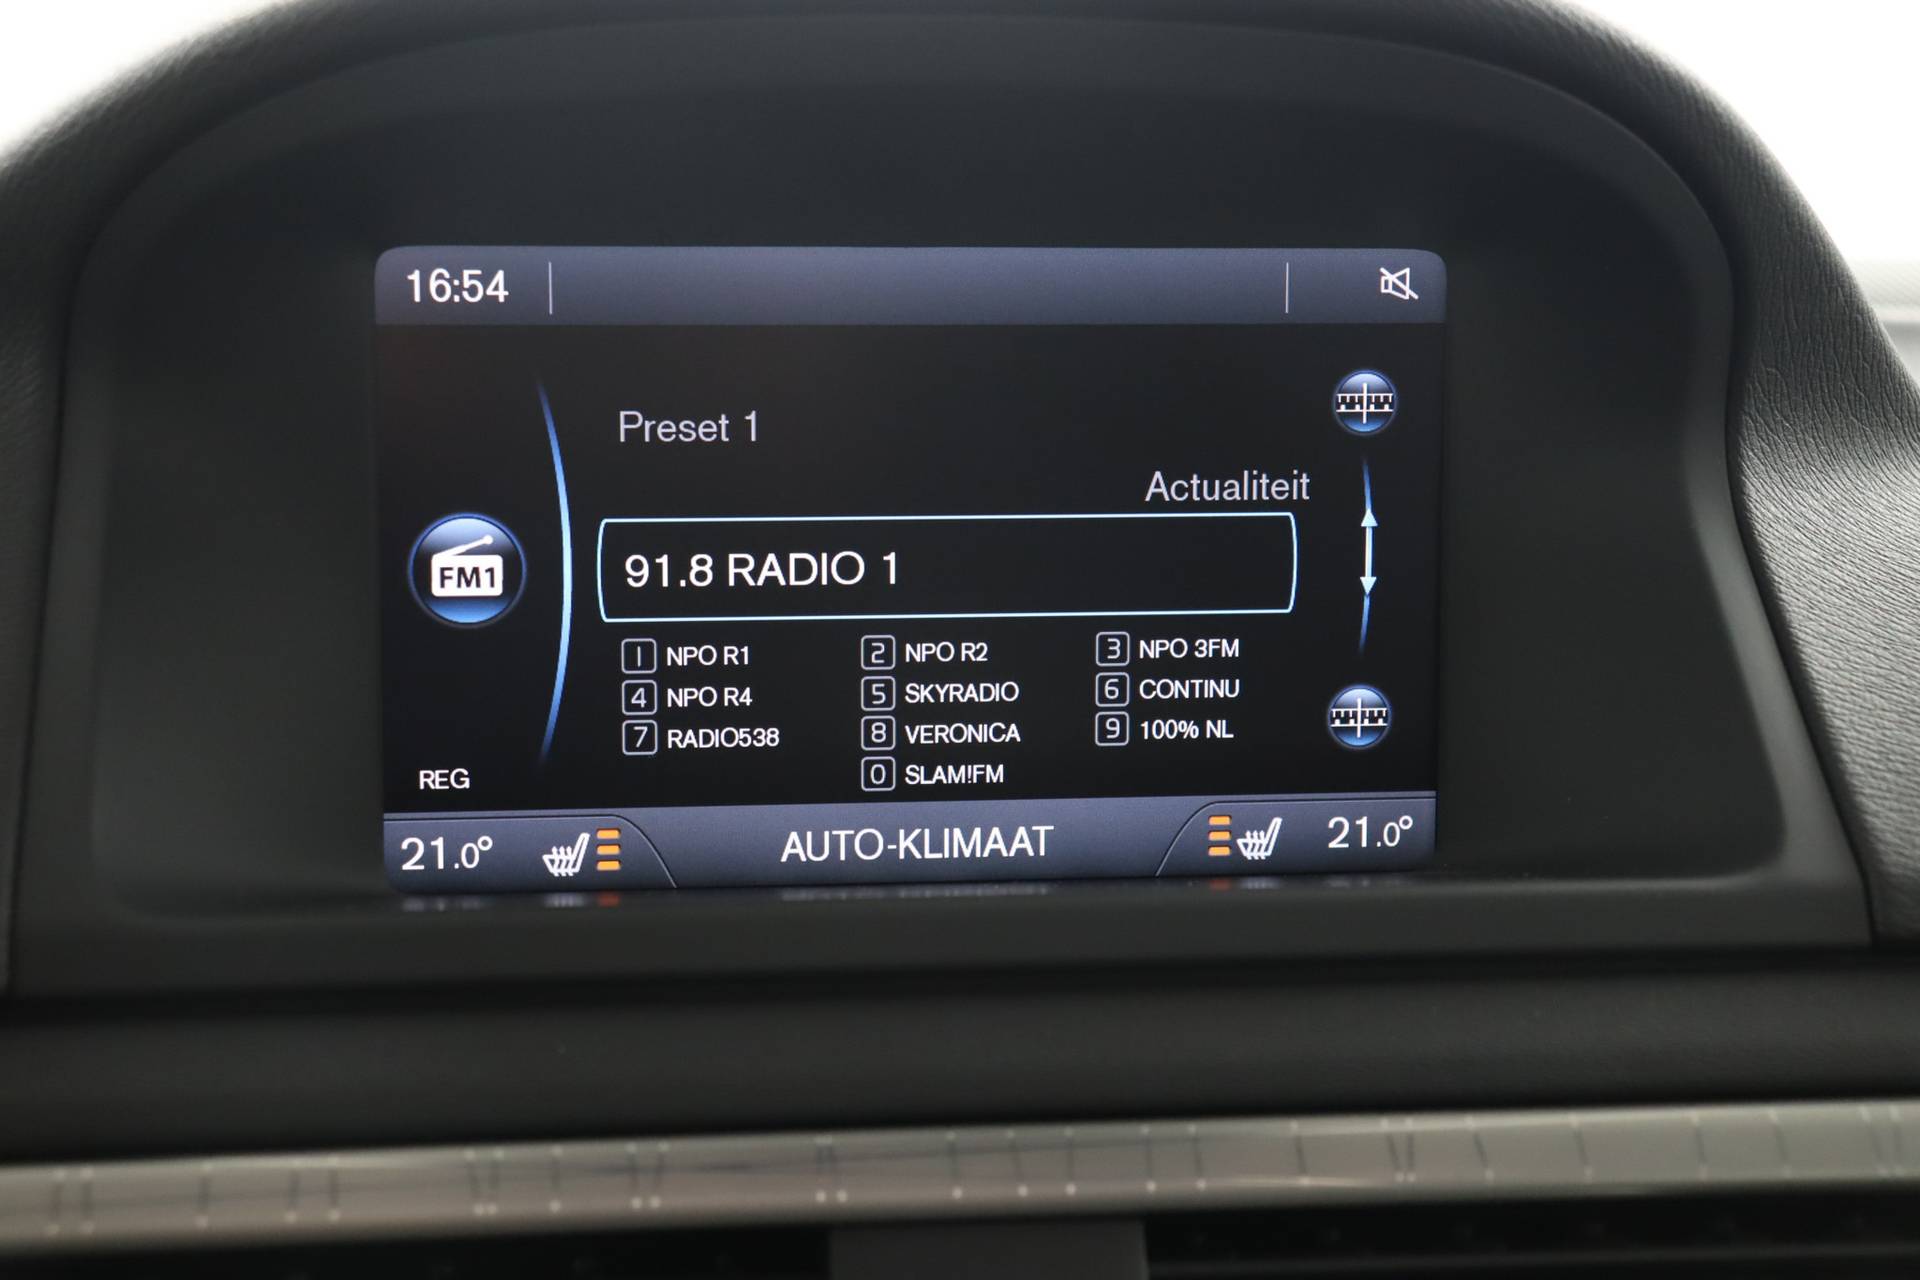 16:54
Preset 1
Actualiteit
FM1
91.8 RADIO 1
1 NPO R1 2 NPO R2 3 NPO 3FM
4 NPO R4 5 SKYRADIO 6 CONTINU
7 RADIO538 8 VERONICA 9 100% NL
0 SLAM!FM
REG
21.0° AUTO-KLIMAAT 21.0°